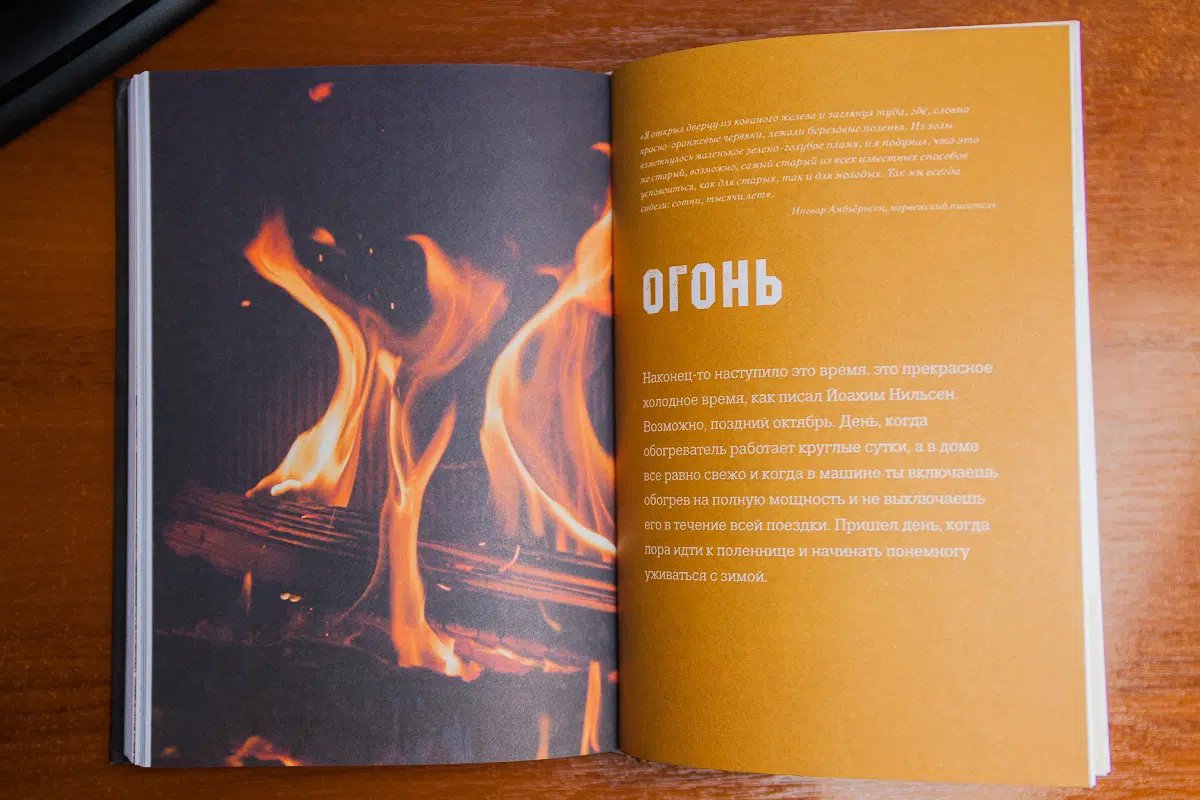 «Я открыл дверцу из кованого железа и заглянул туда, где, словно
красно-оранжевые червяки, лежали березовые поленья. Из золы
взметнулось маленькое зелено-голубое пламя, и я подумал, что это
же старый, возможно, самый старый из всех известных способов
успокоиться, как для старых, так и для молодых. Так мы всегда
сидели: сотни, тысячи лет».
Ингвар Амбьёрнсен, норвежский писатель
ОГОНЬ
Наконец-то наступило это время, это прекрасное
холодное время, как писал Йоахим Нильсен.
Возможно, поздний октябрь. День, когда
обогреватель работает круглые сутки, а в доме
все равно свежо и когда в машине ты включаешь
обогрев на полную мощность и не выключаешь
его в течение всей поездки. Пришел день, когда
пора идти к поленнице и начинать понемногу
уживаться с зимой.